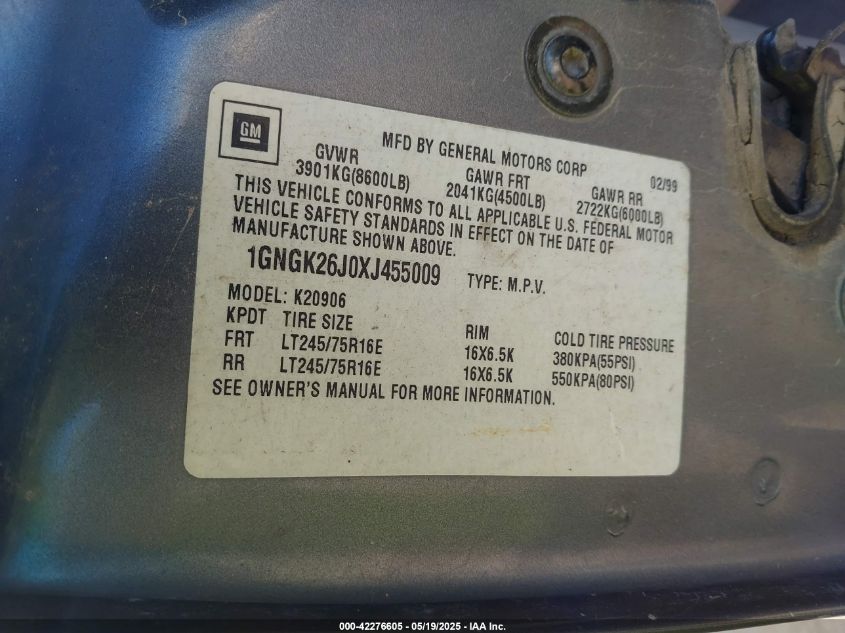 GM
MFD BY GENERAL MOTORS CORP 02/99
GVWR GAWR FRT GAWR RR
3901KG(8600LB) 2041KG(4500LB) 2722KG(6000LB)
THIS VEHICLE CONFORMS TO ALL APPLICABLE U.S. FEDERAL MOTOR
VEHICLE SAFETY STANDARDS IN EFFECT ON THE DATE OF
MANUFACTURE SHOWN ABOVE.
1GNGK26J0XJ455009 TYPE: M.P.V.
MODEL: K20906
KPDT TIRE SIZE RIM COLD TIRE PRESSURE
FRT LT245/75R16E 16X6.5K 380KPA(55PSI)
RR LT245/75R16E 16X6.5K 550KPA(80PSI)
SEE OWNER'S MANUAL FOR MORE INFORMATION.
000-42276605 - 05/19/2025 - IAA Inc.